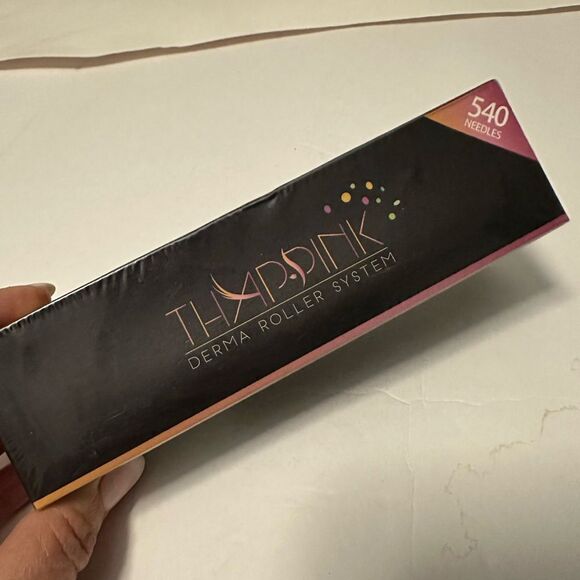 540
NEEDLES
THAPPINK
DERMA ROLLER SYSTEM